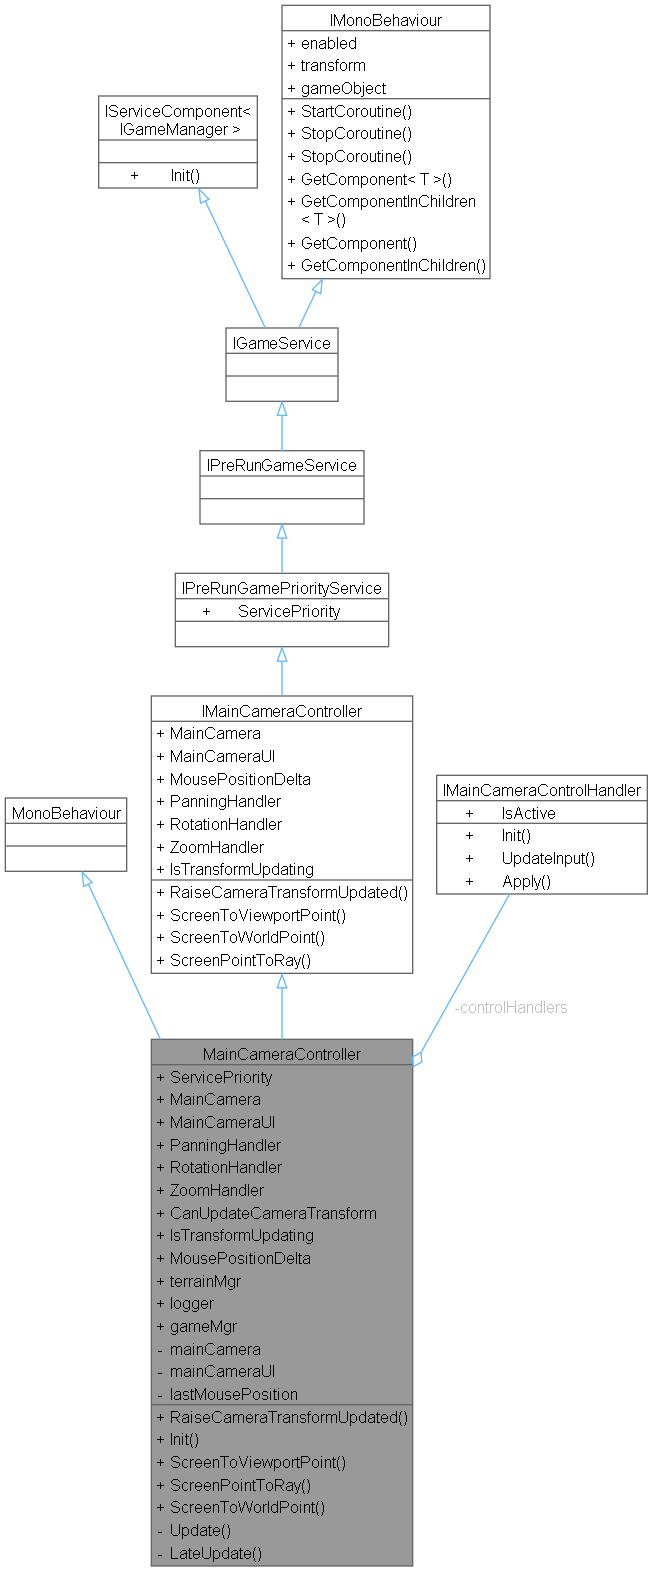 IMonoBehaviour
+ enabled
+ transform
+ gameObject
+ StartCoroutine()
+ StopCoroutine()
+ StopCoroutine()
+ GetComponent< T >()
+ GetComponentInChildren
< T >()
+ GetComponent()
+ GetComponentInChildren()
IServiceComponent<
IGameManager >
+ Init()
IGameService
IPreRunGameService
IPreRunGamePriorityService
+ ServicePriority
IMainCameraController
+ MainCamera
+ MainCameraUI
+ MousePositionDelta
+ PanningHandler
+ RotationHandler
+ ZoomHandler
+ IsTransformUpdating
+ RaiseCameraTransformUpdated()
+ ScreenToViewportPoint()
+ ScreenToWorldPoint()
+ ScreenPointToRay()
MonoBehaviour
IMainCameraControlHandler
+ IsActive
+ Init()
+ UpdateInput()
+ Apply()
-controlHandlers
MainCameraController
+ ServicePriority
+ MainCamera
+ MainCameraUI
+ PanningHandler
+ RotationHandler
+ ZoomHandler
+ CanUpdateCameraTransform
+ IsTransformUpdating
+ MousePositionDelta
+ terrainMgr
+ logger
+ gameMgr
- mainCamera
- mainCameraUI
- lastMousePosition
+ RaiseCameraTransformUpdated()
+ Init()
+ ScreenToViewportPoint()
+ ScreenPointToRay()
+ ScreenToWorldPoint()
- Update()
- LateUpdate()